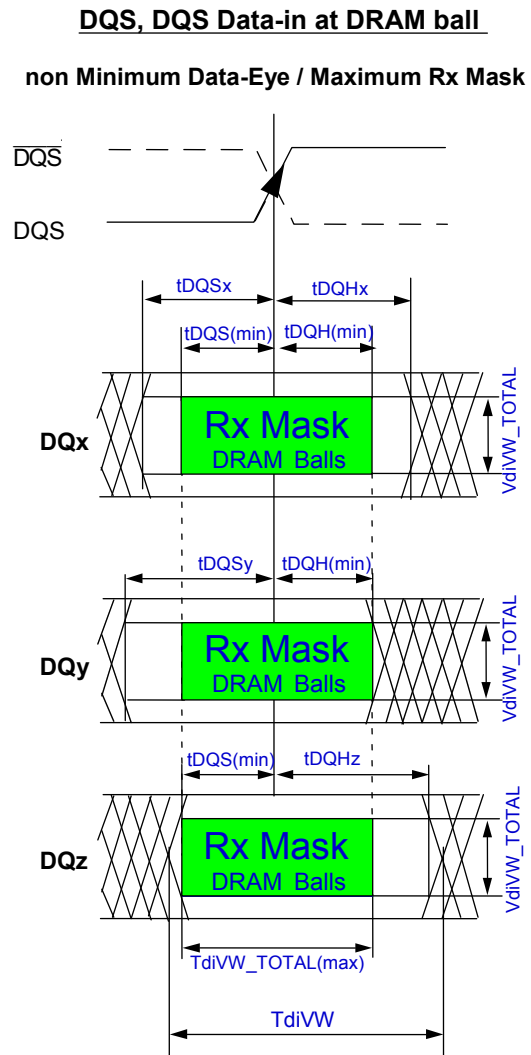 DQS, DQS Data-in at DRAM ball
non Minimum Data-Eye / Maximum Rx Mask
DQS
DQS
tDQSx
tDQHx
tDQS(min)
tDQH(min)
DQx
Rx Mask
DRAM Balls
VdiVW_TOTAL
tDQSy
tDQH(min)
DQy
Rx Mask
DRAM Balls
VdiVW_TOTAL
tDQS(min)
tDQHz
DQz
Rx Mask
DRAM Balls
VdiVW_TOTAL
TdiVW_TOTAL(max)
TdiVW